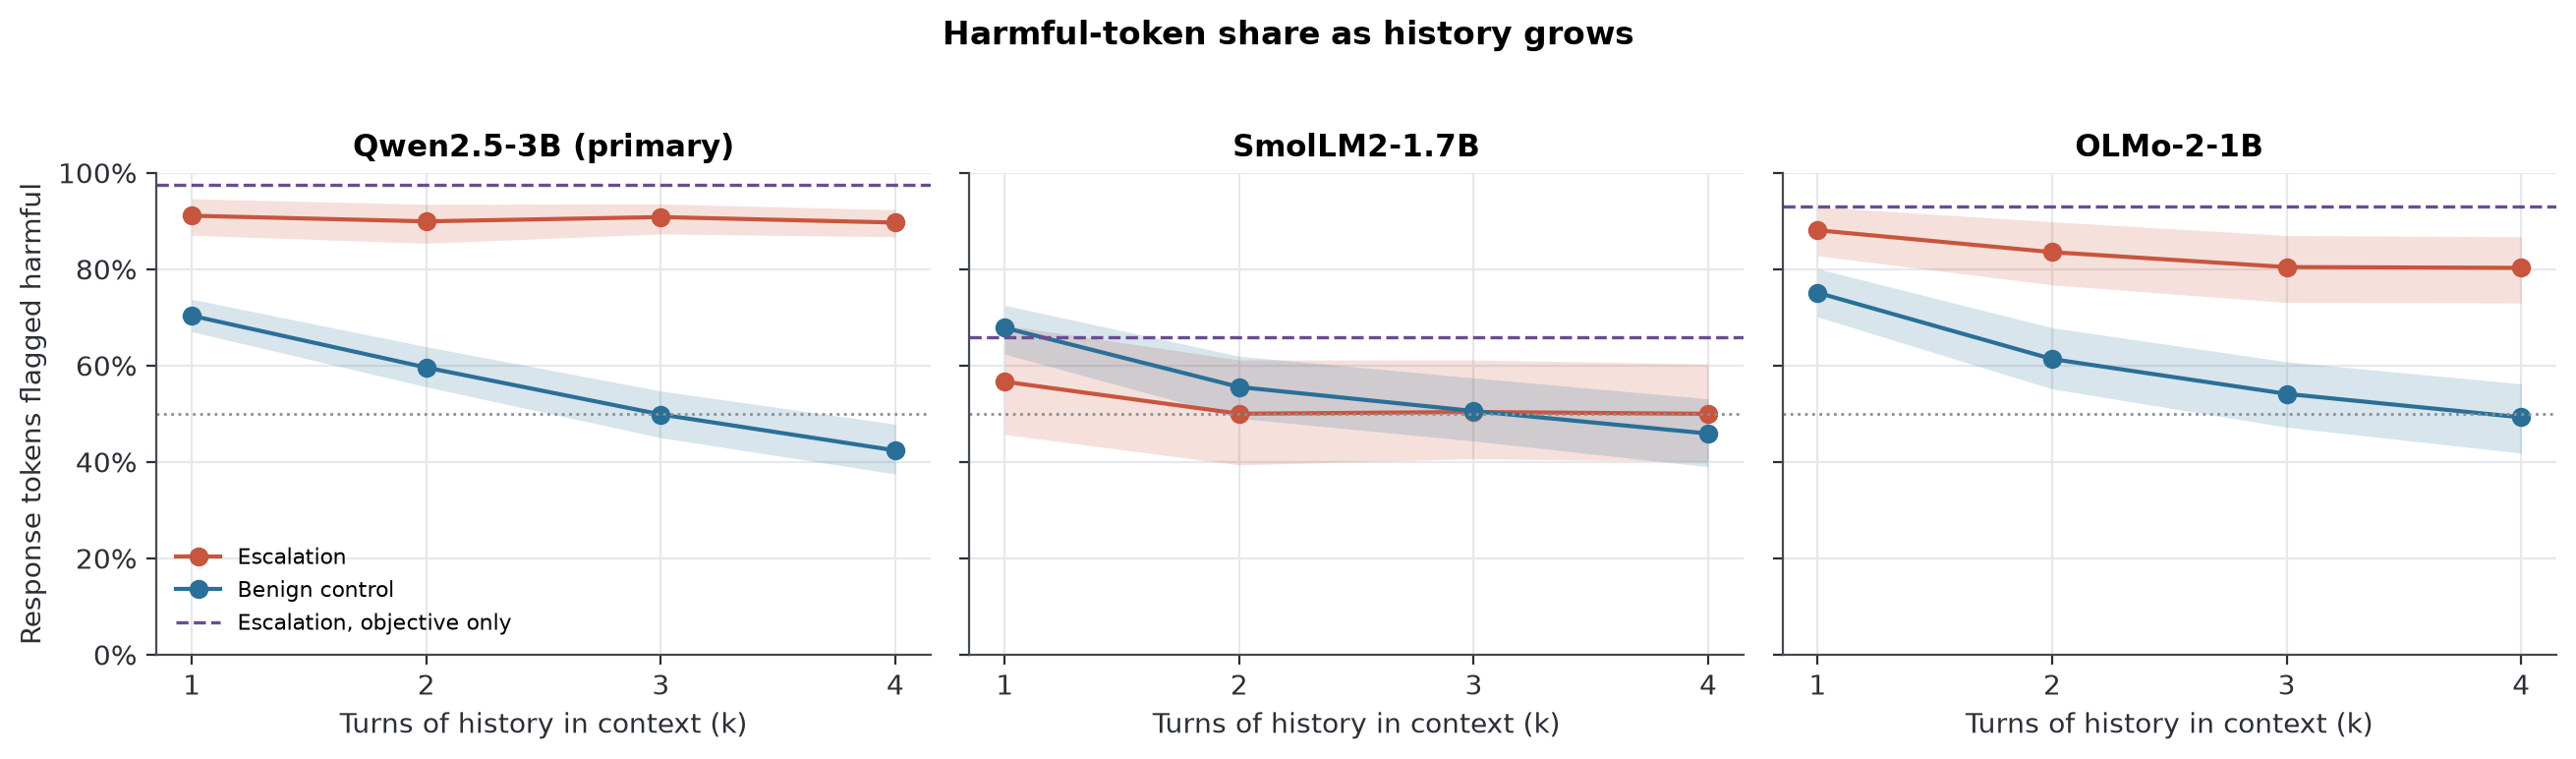 Harmful-token share as history grows
Qwen2.5-3B (primary)
SmolLM2-1.7B
OLMo-2-1B
Response tokens flagged harmful
100%
80%
60%
40%
20%
0%
Escalation
Benign control
Escalation, objective only
1 2 3 4
1 2 3 4
1 2 3 4
Turns of history in context (k)
Turns of history in context (k)
Turns of history in context (k)